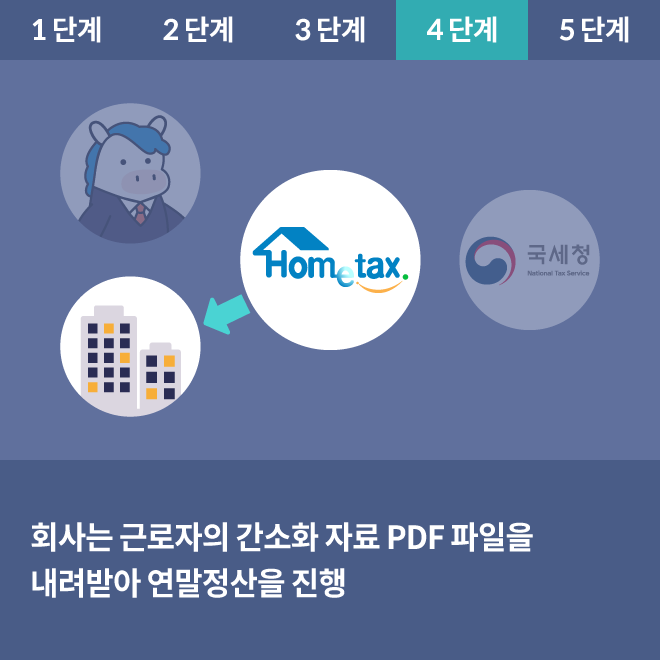 1 단계 2 단계 3 단계 4 단계 5 단계
Hometax.
국세청
National Tax Service
회사는 근로자의 간소화 자료 PDF 파일을
내려받아 연말정산을 진행